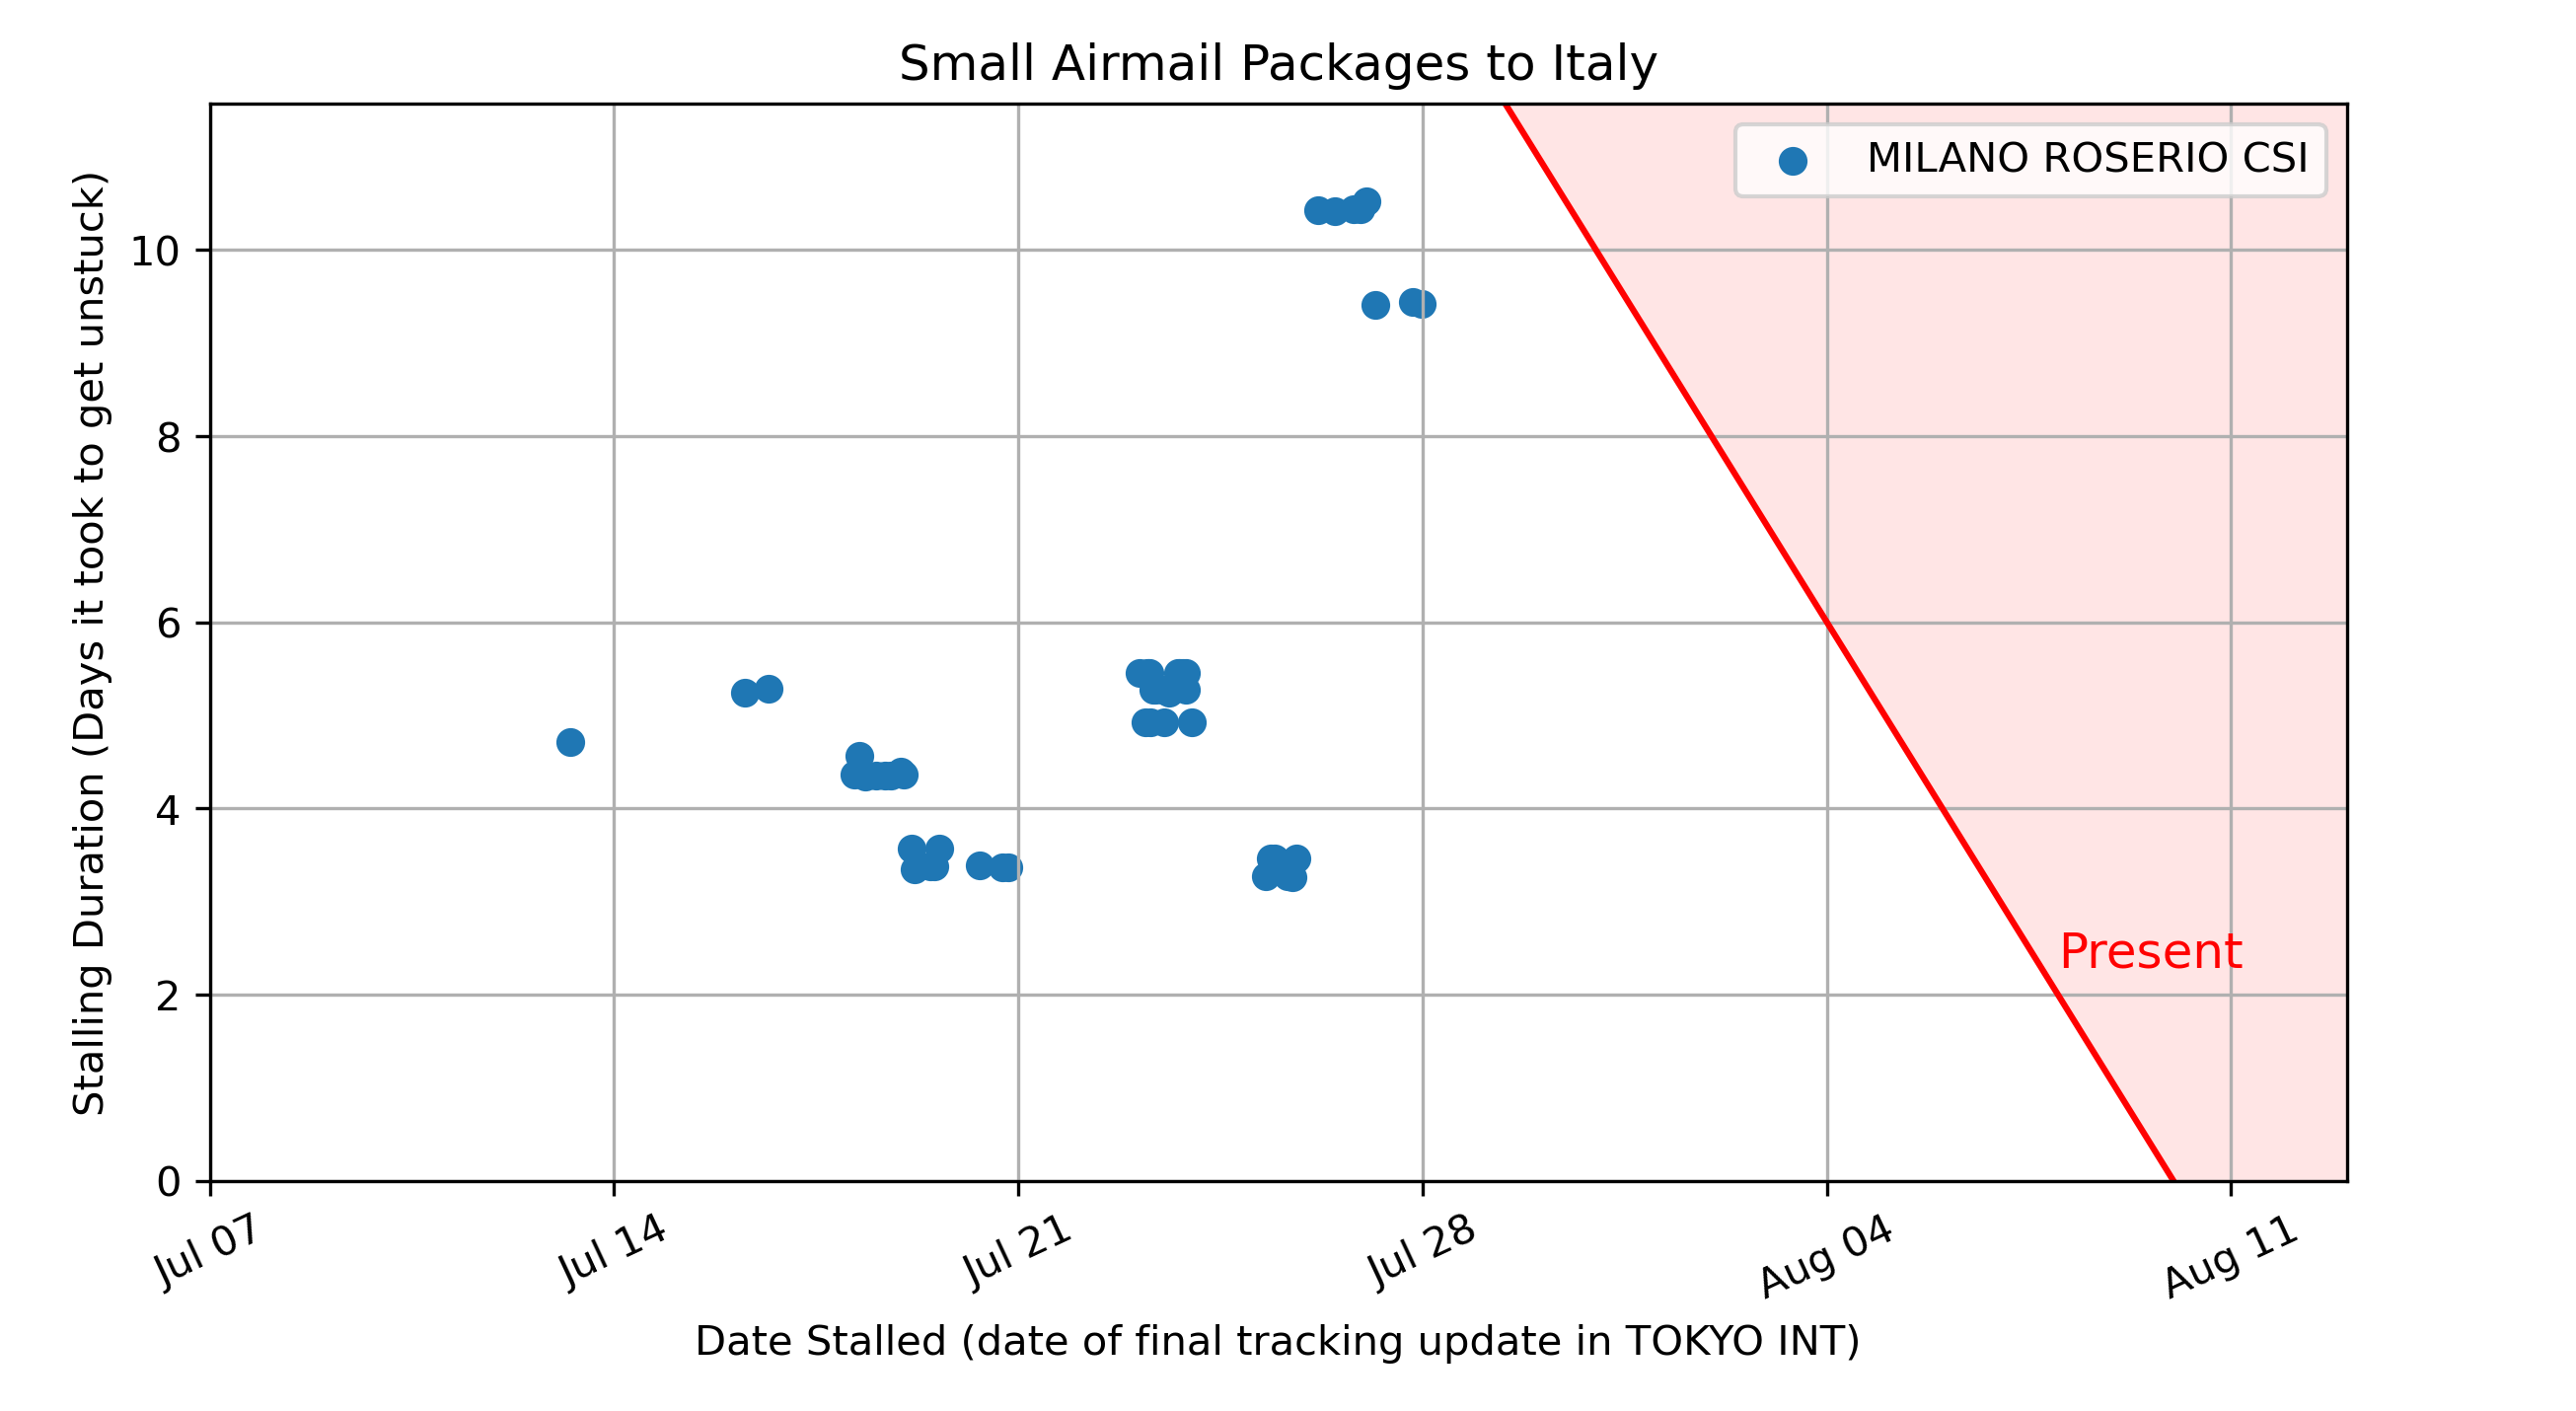 Small Airmail Packages to Italy
MILANO ROSERIO CSI
Stalling Duration (Days it took to get unstuck)
10
8
6
4
2
0
Present
Jul 07
Jul 14
Jul 21
Jul 28
Aug 04
Aug 11
Date Stalled (date of final tracking update in TOKYO INT)